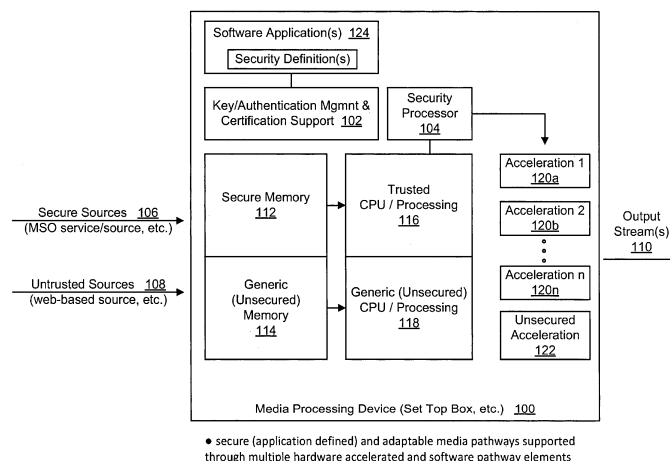 Software Application(s) 124
Security Definition(s)
Key/Authentication Mgmnt &
Certification Support 102
Security
Processor
104
Secure Sources 106
(MSO service/source, etc.)
Untrusted Sources 108
(web-based source, etc.)
Secure Memory
112
Trusted
CPU / Processing
116
Generic
(Unsecured)
Memory
114
Generic (Unsecured)
CPU / Processing
118
Acceleration 1
120a
Acceleration 2
120b
Acceleration n
120n
Unsecured
Acceleration
122
Output
Stream(s)
110
Media Processing Device (Set Top Box, etc.) 100
● secure (application defined) and adaptable media pathways supported
through multiple hardware accelerated and software pathway elements